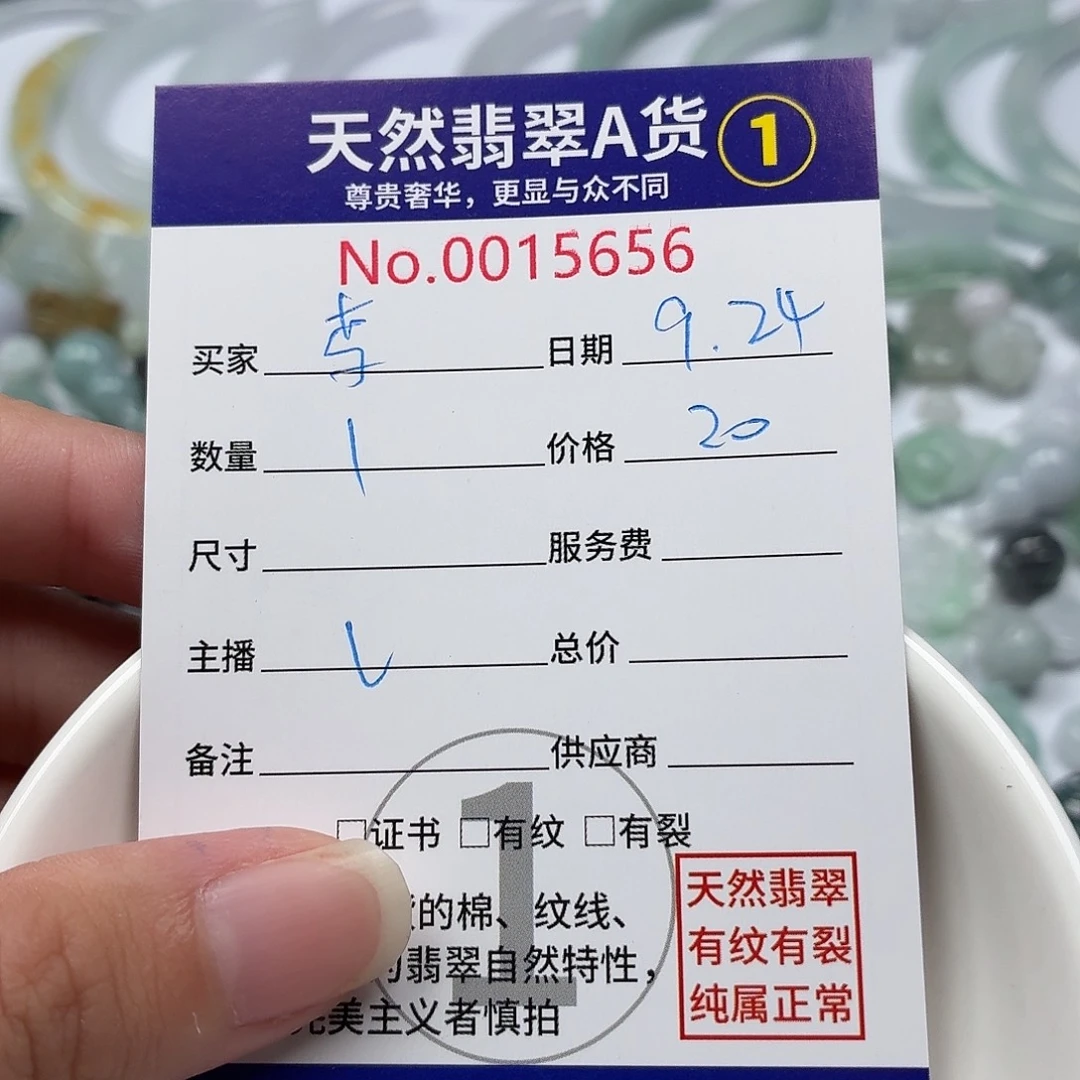 天然翡翠A货 1
尊贵奢华，更显与众不同
No.0015656
买家 李 日期 9.24
数量 1 价格 20
尺寸 服务费
主播 总价
备注 供应商
1
□证书 □有纹 □有裂
的棉、纹线、
翡翠自然特性，
美主义者慎拍
天然翡翠
有纹有裂
纯属正常